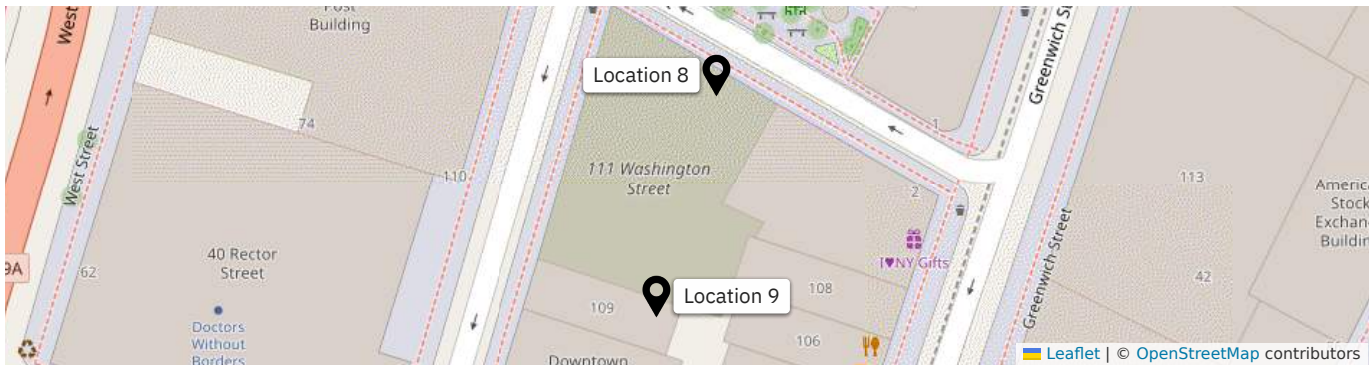 West
Post
Building
Greenwich St
Location 8
74
1
West Street
111 Washington
Street
110
2
113
America
Stock
Exchan
Buildin
40 Rector
Street
I♥NY Gifts
Greenwich Street
9A
62
42
108
Location 9
109
Doctors
Without
Borders
106
Downtown
Leaflet | © OpenStreetMap contributors